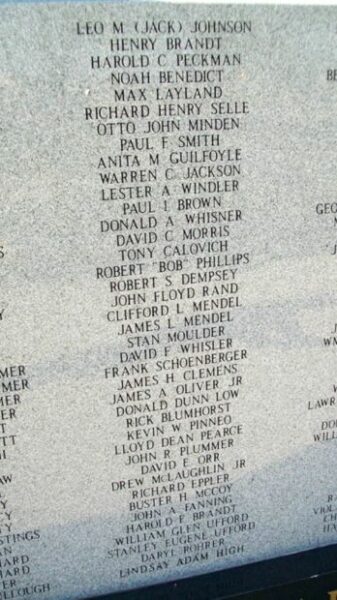 LEO M (JACK) JOHNSON
HENRY BRANDT
HAROLD C PECKMAN
NOAH BENEDICT
MAX LAYLAND
RICHARD HENRY SELLE
OTTO JOHN MINDEN
PAUL F SMITH
ANITA M GUILFOYLE
WARREN C JACKSON
LESTER A WINDLER
PAUL I BROWN
DONALD A WHISNER
DAVID C MORRIS
TONY CALOVICH
ROBERT "BOB" PHILLIPS
ROBERT S DEMPSEY
JOHN FLOYD RAND
CLIFFORD L MENDEL
JAMES L MENDEL
STAN MOULDER
DAVID F WHISLER
FRANK SCHOENBERGER
JAMES H CLEMENS
JAMES A OLIVER JR
DONALD DUNN LOW
RICK BLUMHORST
KEVIN W PINNEO
LLOYD DEAN PEARCE
JOHN R PLUMMER
DAVID E ORR
DREW McLAUGHLIN JR
RICHARD EPPLER
BUSTER H MCCOY
JOHN A FANNING
HAROLD F BRANDT
WILLIAM GLEN UFFORD
STANLEY EUGENE UFFORD
DARYL ROHRER
LINDSAY ADAM HIGH